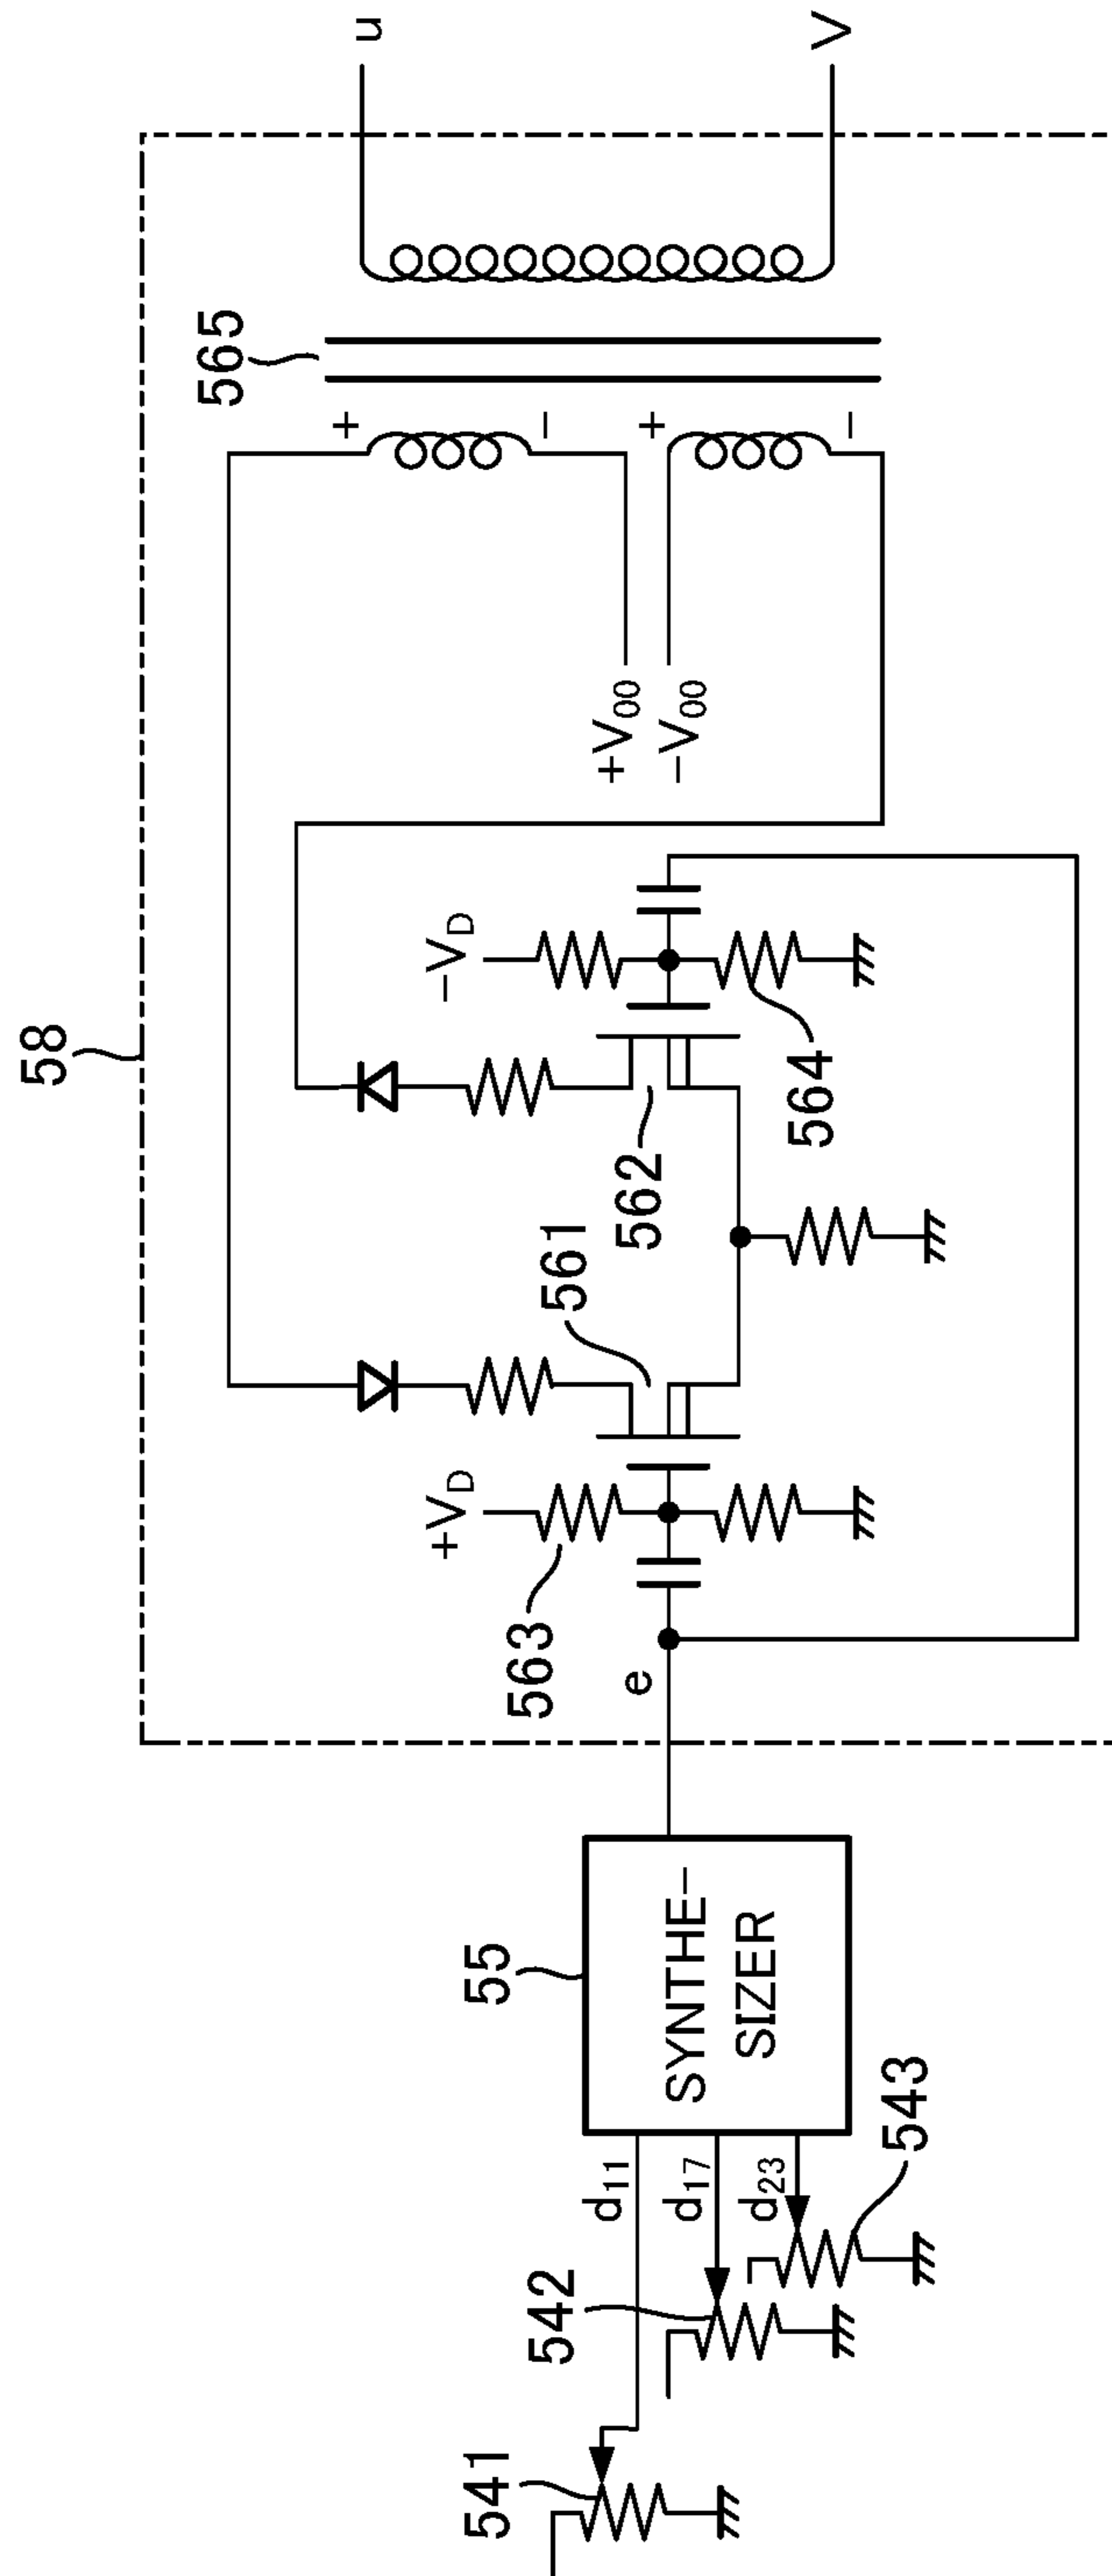 58
565
u
V
+
−
+
−
+V00
−V00
−VD
562
564
561
+VD
563
e
55
SYNTHE−
SIZER
d11
d17
d23
543
542
541